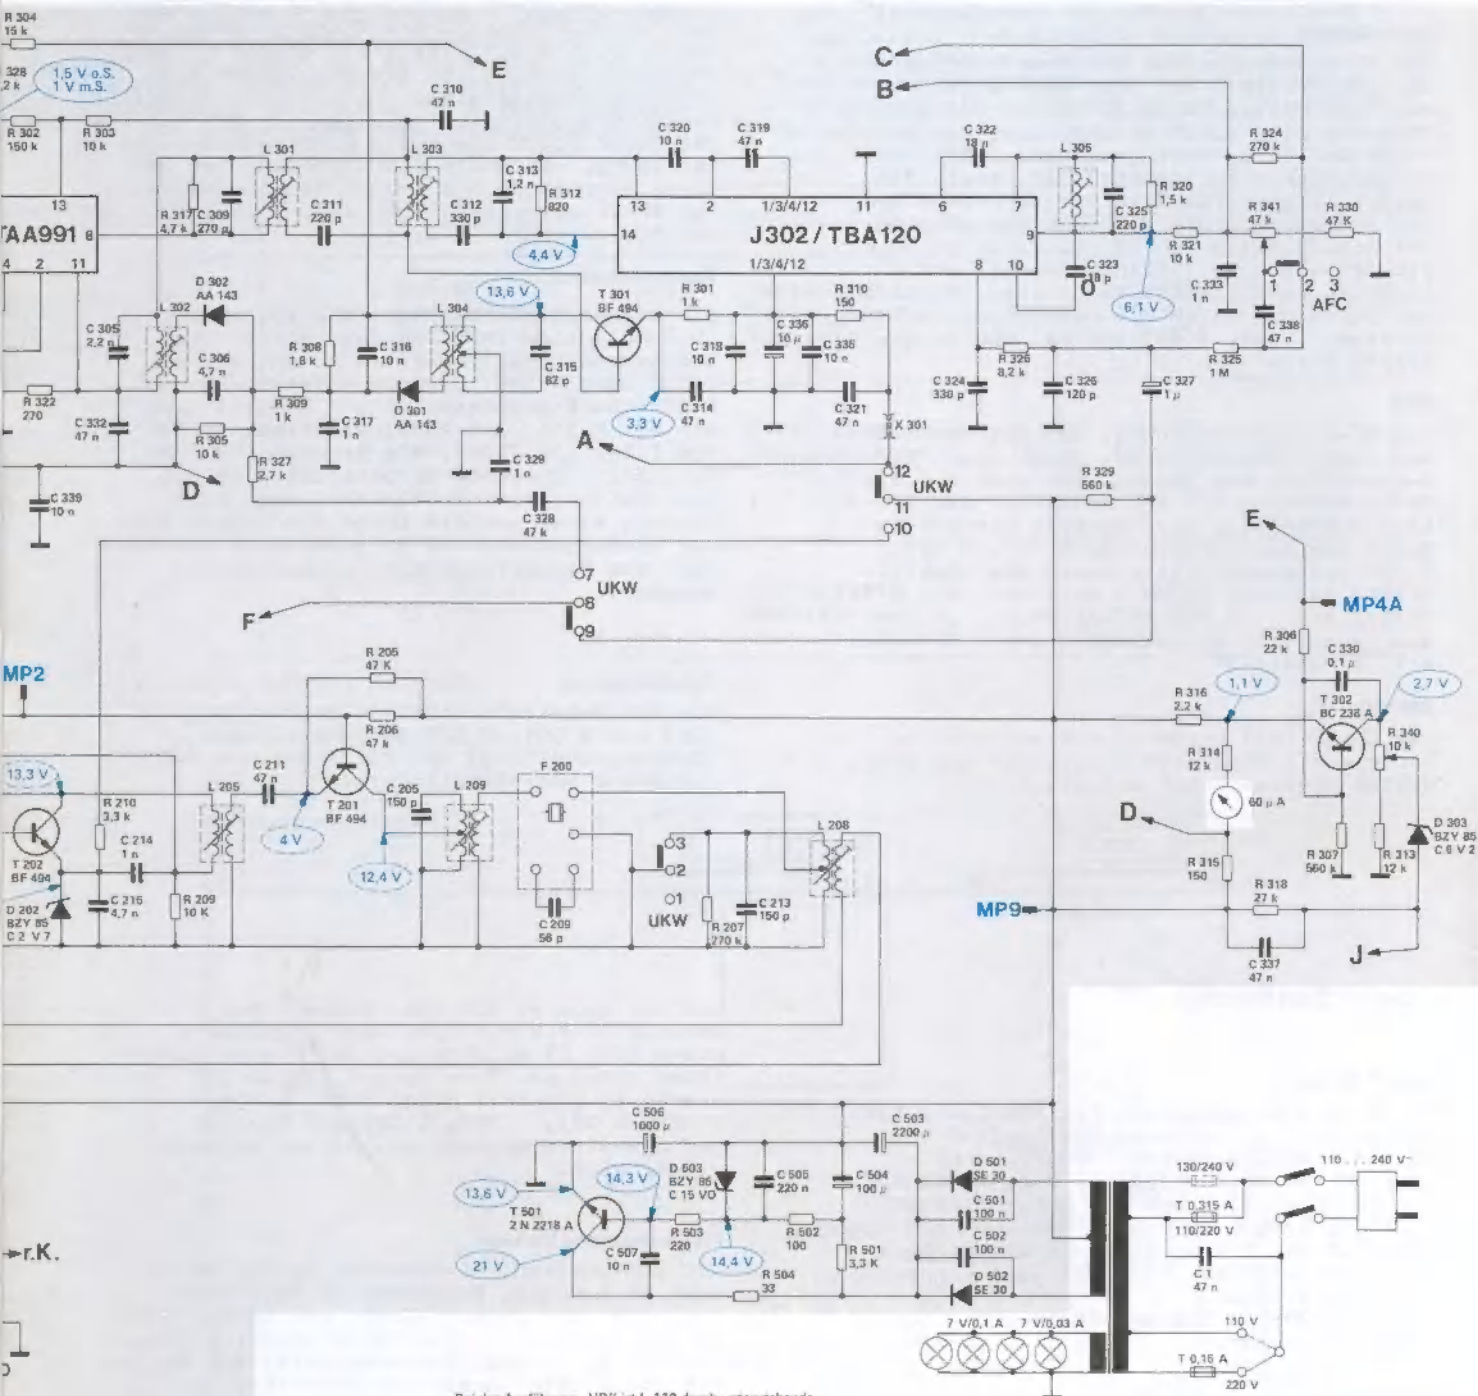 R 304
15 k
E
C
B
328
,2 k
1,5 V o.S.
1 V m.S.
C 310
47 n
R 302
150 k
R 303
10 k
L 301
L 303
C 320
10 n
C 319
47 n
C 322
18 n
L 305
R 324
270 k
13
TAA991
8
4 2 11
R 317
4,7 k
C 309
270 p
C 311
220 p
C 312
330 p
C 313
1,2 n
R 312
820
4,4 V
13 2 1/3/4/12 11 6 7
14
J302/TBA120
9
1/3/4/12
8 10
C 325
220 p
R 320
1,5 k
R 321
10 k
R 341
47 k
R 330
47 K
C 323
18 p
O
6,1 V
C 333
1 n
1 2 3
AFC
C 338
47 n
D 302
AA 143
L 302
C 305
2,2 n
C 306
4,7 n
R 308
1,8 k
C 316
10 n
L 304
13,6 V
C 315
82 p
T 301
BF 494
R 301
1 k
C 318
10 n
C 336
10 µ
C 335
10 n
R 310
150
R 326
8,2 k
R 325
1 M
C 324
330 p
C 326
120 p
C 327
1 µ
R 322
270
C 332
47 n
R 305
10 k
R 309
1 k
C 317
1 n
D 301
AA 143
3,3 V
C 314
47 n
C 321
47 n
X 301
A
D
R 327
2,7 k
C 329
1 n
C 328
47 k
C 339
10 n
12
UKW
11
10
R 329
560 k
E
7
UKW
8
9
F
MP4A
R 306
22 k
C 330
0,1 µ
MP2
R 205
47 K
R 206
47 k
R 316
2,2 k
1,1 V
T 302
BC 238 A
2,7 V
R 340
10 k
R 314
12 k
60 µA
D
R 315
150
R 307
560 k
R 313
12 k
D 303
BZY 85
C 6 V 2
13,3 V
R 210
3,3 k
C 214
1 n
L 205
C 211
47 n
4 V
T 201
BF 494
C 205
150 p
L 209
12,4 V
F 200
C 209
56 p
3
2
1
UKW
R 207
270 k
C 213
150 p
L 208
T 202
BF 494
D 202
BZY 85
C 2 V 7
C 216
4,7 n
R 209
10 K
MP9
R 318
27 k
C 337
47 n
J
C 506
1000 µ
C 503
2200 µ
13,6 V
14,3 V
D 503
BZY 85
C 15 VO
C 505
220 n
C 504
100 µ
D 501
SE 30
C 501
100 n
C 502
100 n
D 502
SE 30
T 501
2 N 2218 A
R 503
220
R 502
100
R 501
3,3 K
21 V
C 507
10 n
14,4 V
R 504
33
r.K.
130/240 V
110 ... 240 V~
T 0,315 A
110/220 V
C 1
47 n
7 V/0,1 A
7 V/0,03 A
110 V
T 0,16 A
220 V